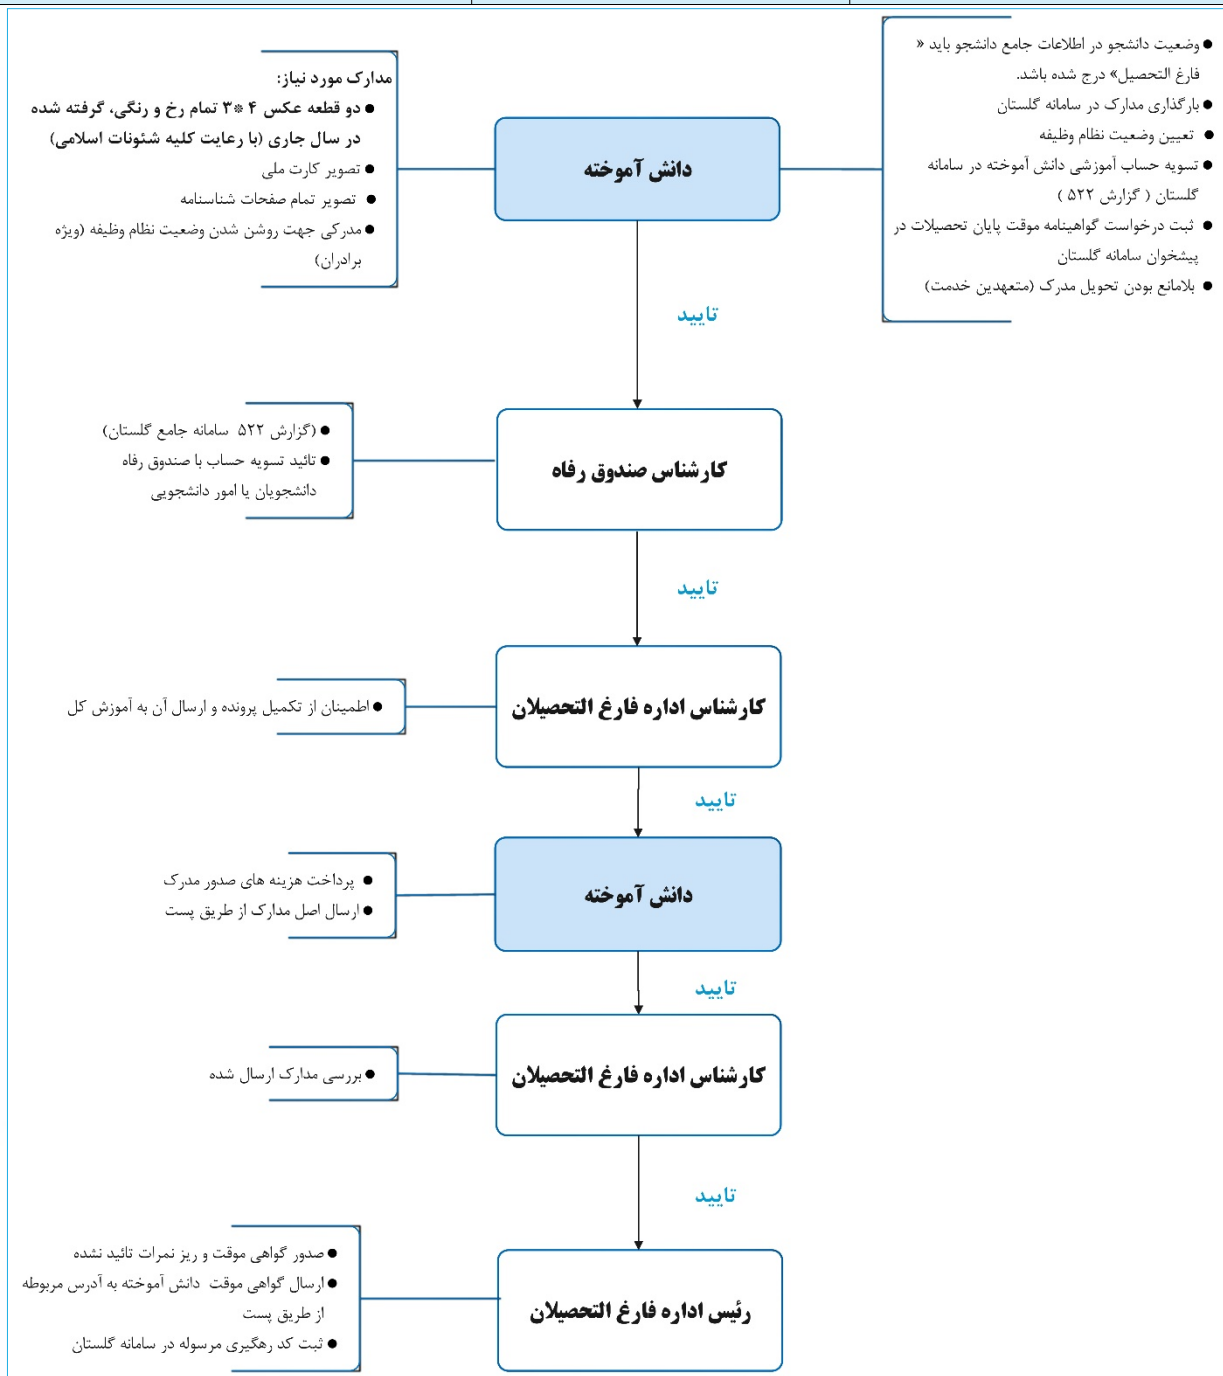 وضعیت دانشجو در اطلاعات جامع دانشجو باید «
فارغ التحصیل» درج شده باشد.
بارگذاری مدارک در سامانه گلستان
تعیین وضعیت نظام وظیفه
تسویه حساب آموزشی دانش آموخته در سامانه
گلستان ( گزارش ۵۲۲ )
ثبت درخواست گواهینامه موقت پایان تحصیلات در
پیشخوان سامانه گلستان
بلامانع بودن تحویل مدرک (متعهدین خدمت)
دانش آموخته
مدارک مورد نیاز:
دو قطعه عکس ۴ *۳ تمام رخ و رنگی، گرفته شده
در سال جاری (با رعایت کلیه شئونات اسلامی)
تصویر کارت ملی
تصویر تمام صفحات شناسنامه
مدرکی جهت روشن شدن وضعیت نظام وظیفه (ویژه
برادران)
تایید
کارشناس صندوق رفاه
(گزارش ۵۲۲ سامانه جامع گلستان)
تائید تسویه حساب با صندوق رفاه
دانشجویان یا امور دانشجویی
تایید
کارشناس اداره فارغ التحصیلان
اطمینان از تکمیل پرونده و ارسال آن به آموزش کل
تایید
دانش آموخته
پرداخت هزینه های صدور مدرک
ارسال اصل مدارک از طریق پست
تایید
کارشناس اداره فارغ التحصیلان
بررسی مدارک ارسال شده
تایید
رئیس اداره فارغ التحصیلان
صدور گواهی موقت و ریز نمرات تائید نشده
ارسال گواهی موقت دانش آموخته به آدرس مربوطه
از طریق پست
ثبت کد رهگیری مرسوله در سامانه گلستان